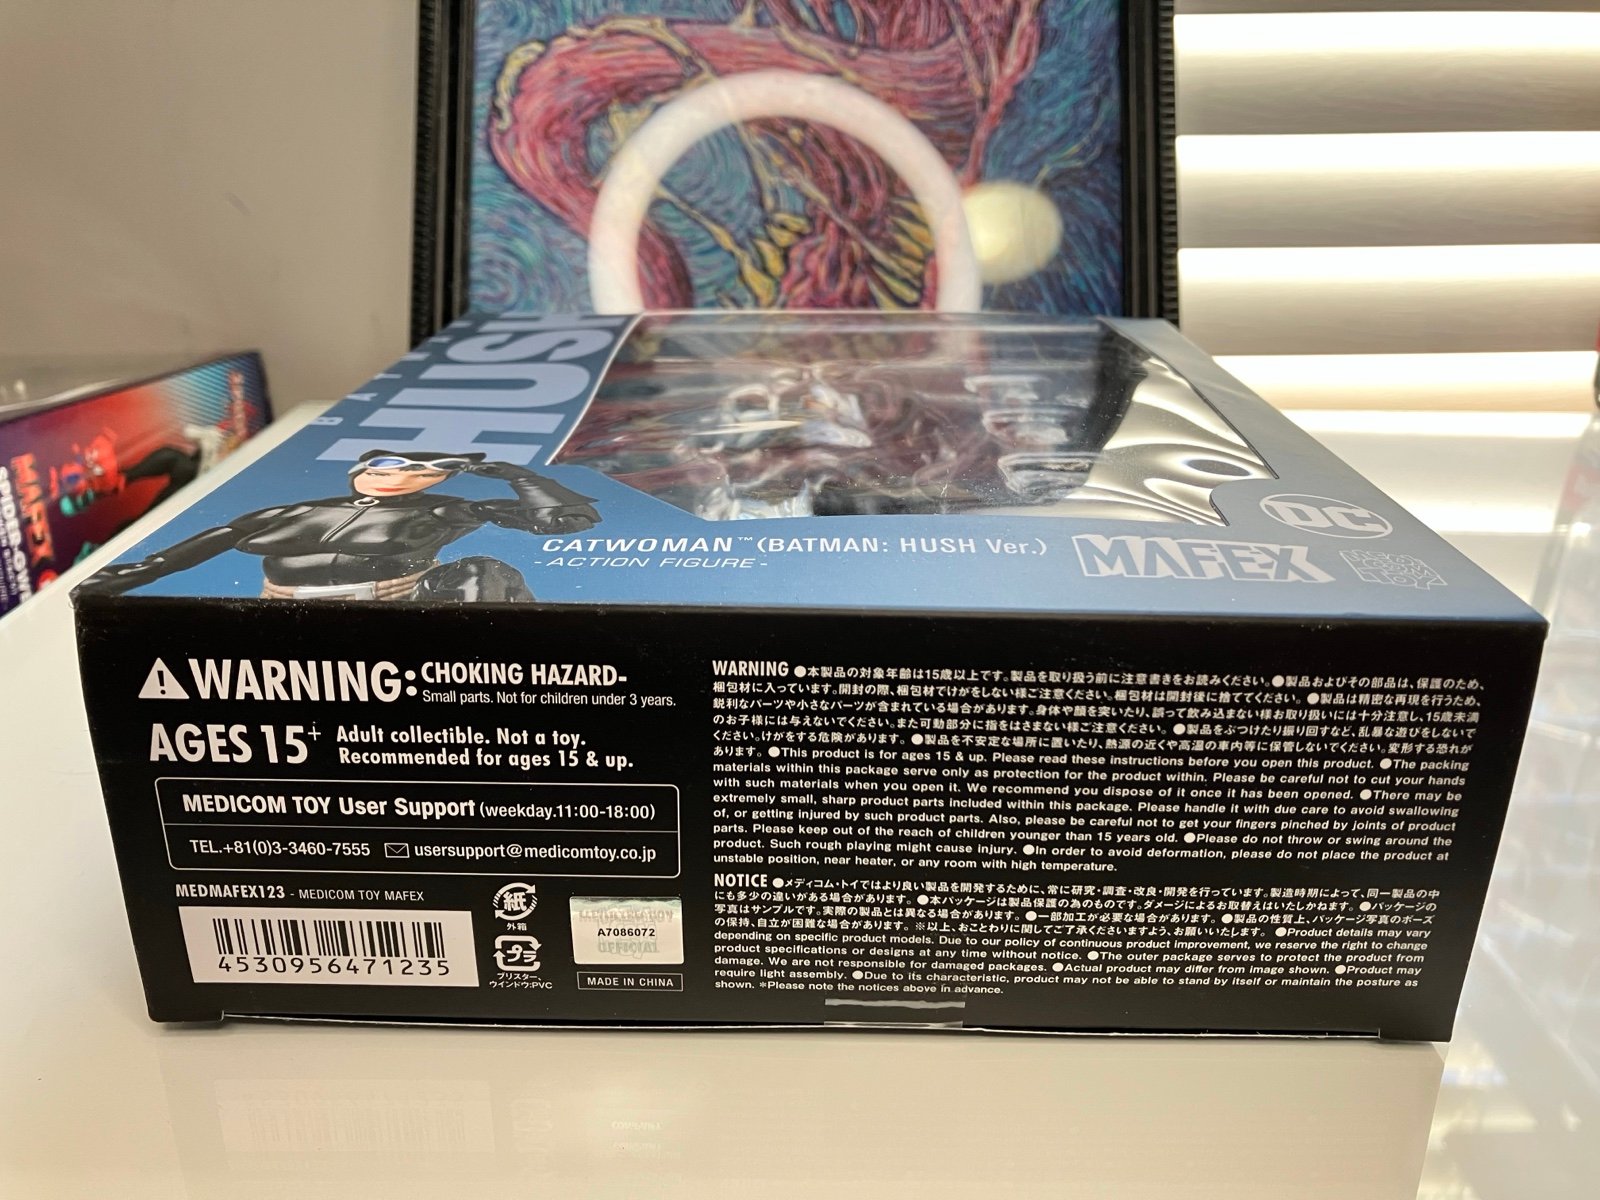 BATMAN
HUSH
MAFEX
SPIDER-GWEN
CATWOMAN™ (BATMAN: HUSH Ver.)
-ACTION FIGURE-
MAFEX
DC
WARNING: CHOKING HAZARD-
Small parts. Not for children under 3 years.
AGES 15+ Adult collectible. Not a toy.
Recommended for ages 15 & up.
MEDICOM TOY User Support (weekday.11:00-18:00)
TEL.+81(0)3-3460-7555 usersupport@medicomtoy.co.jp
MEDMAFEX123 - MEDICOM TOY MAFEX
4530956471235
紙
外箱
プラ
ブリスター、
ウインドウ:PVC
A7086072
OFFICIAL
MADE IN CHINA
WARNING ●本製品の対象年齢は15歳以上です。製品を取り扱う前に注意書きをお読みください。●製品およびその部品は、保護のため、
梱包材に入っています。開封の際、梱包材でけがをしない様ご注意ください。梱包材は開封後に捨ててください。 ●製品は精密な再現を行うため、
鋭利なパーツや小さなパーツが含まれている場合があります。身体や顔を突いたり、誤って飲み込まない様お取り扱いには十分注意し、15歳未満
のお子様には与えないでください。また可動部分に指をはさまない様ご注意ください。 ●製品をぶつけたり振り回すなど、乱暴な遊びをしないで
ください。けがをする危険があります。 ●製品を不安定な場所に置いたり、熱源の近くや高温の車内等に保管しないでください。変形する恐れが
あります。 ●This product is for ages 15 & up. Please read these instructions before you open this product. ●The packing
materials within this package serve only as protection for the product within. Please be careful not to cut your hands
with such materials when you open it. We recommend you dispose of it once it has been opened. ●There may be
extremely small, sharp product parts included within this package. Please handle it with due care to avoid swallowing
of, or getting injured by such product parts. Also, please be careful not to get your fingers pinched by joints of product
parts. Please keep out of the reach of children younger than 15 years old. ●Please do not throw or swing around the
product. Such rough playing might cause injury. ●In order to avoid deformation, please do not place the product at
unstable position, near heater, or any room with high temperature.
NOTICE ●メディコム・トイではより良い製品を開発するために、常に研究・調査・改良・開発を行っています。製造時期によって、同一製品の中
にも多少の違いがある場合があります。 ●本パッケージは製品保護の為のものです。ダメージによるお取替えはいたしかねます。 ●パッケージの
写真はサンプルです。実際の製品とは異なる場合があります。 ●一部加工が必要な場合があります。 ●製品の性質上、パッケージ写真のポーズ
の保持、自立が困難な場合があります。 ※以上、おことわりに関してご了承くださいますよう、お願いいたします。 ●Product details may vary
depending on specific product models. Due to our policy of continuous product improvement, we reserve the right to change
product specifications or designs at any time without notice. ●The outer package serves to protect the product from
damage. We are not responsible for damaged packages. ●Actual product may differ from image shown. ●Product may
require light assembly. ●Due to its characteristic, product may not be able to stand by itself or maintain the posture as
shown. *Please note the notices above in advance.